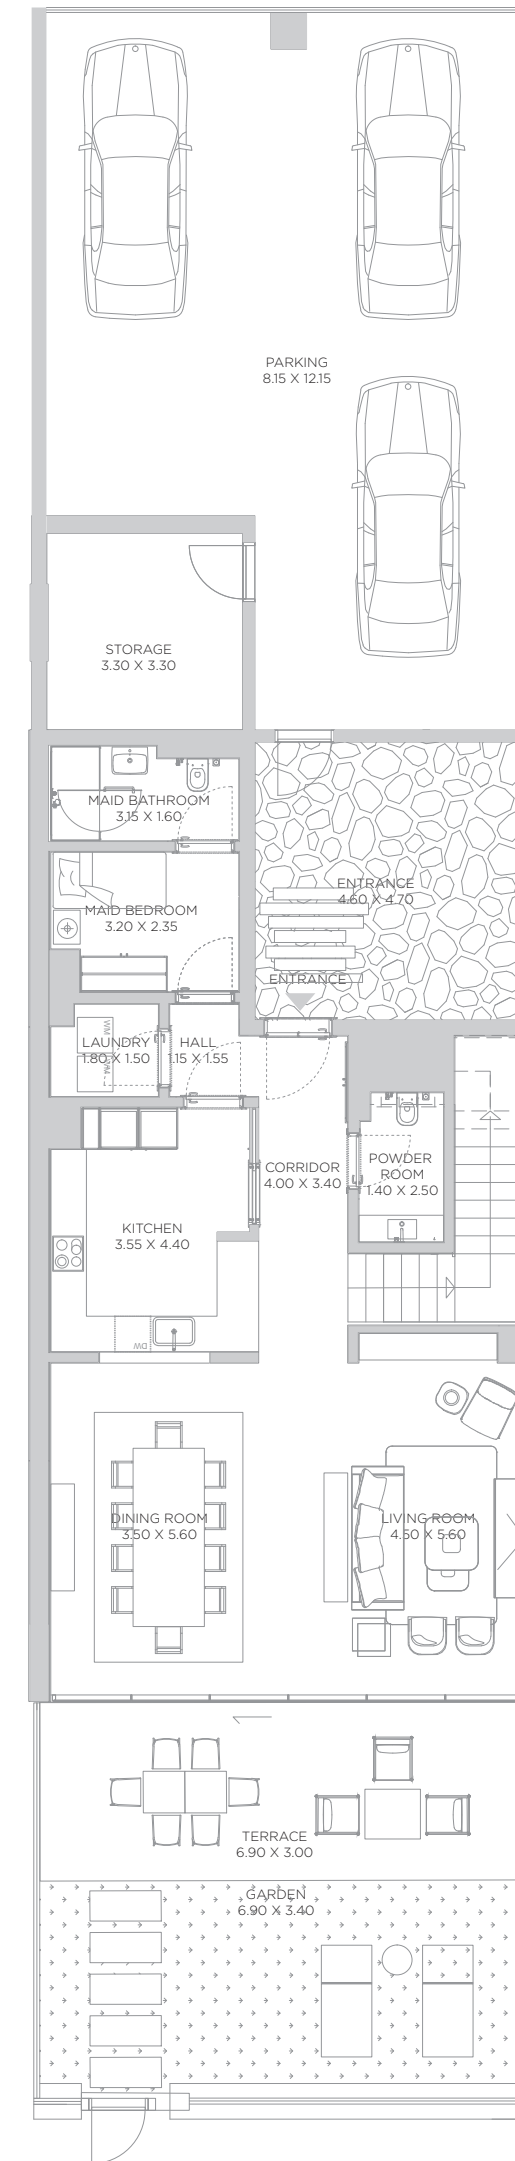 PARKING
8.15 X 12.15
STORAGE
3.30 X 3.30
MAID BATHROOM
3.15 X 1.60
ENTRANCE
4.60 X 4.70
MAID BEDROOM
3.20 X 2.35
ENTRANCE
WM
LAUNDRY
1.80 X 1.50
HALL
1.15 X 1.55
POWDER
ROOM
1.40 X 2.50
CORRIDOR
4.00 X 3.40
KITCHEN
3.55 X 4.40
DW
DINING ROOM
3.50 X 5.60
LIVING ROOM
4.50 X 5.60
TERRACE
6.90 X 3.00
GARDEN
6.90 X 3.40